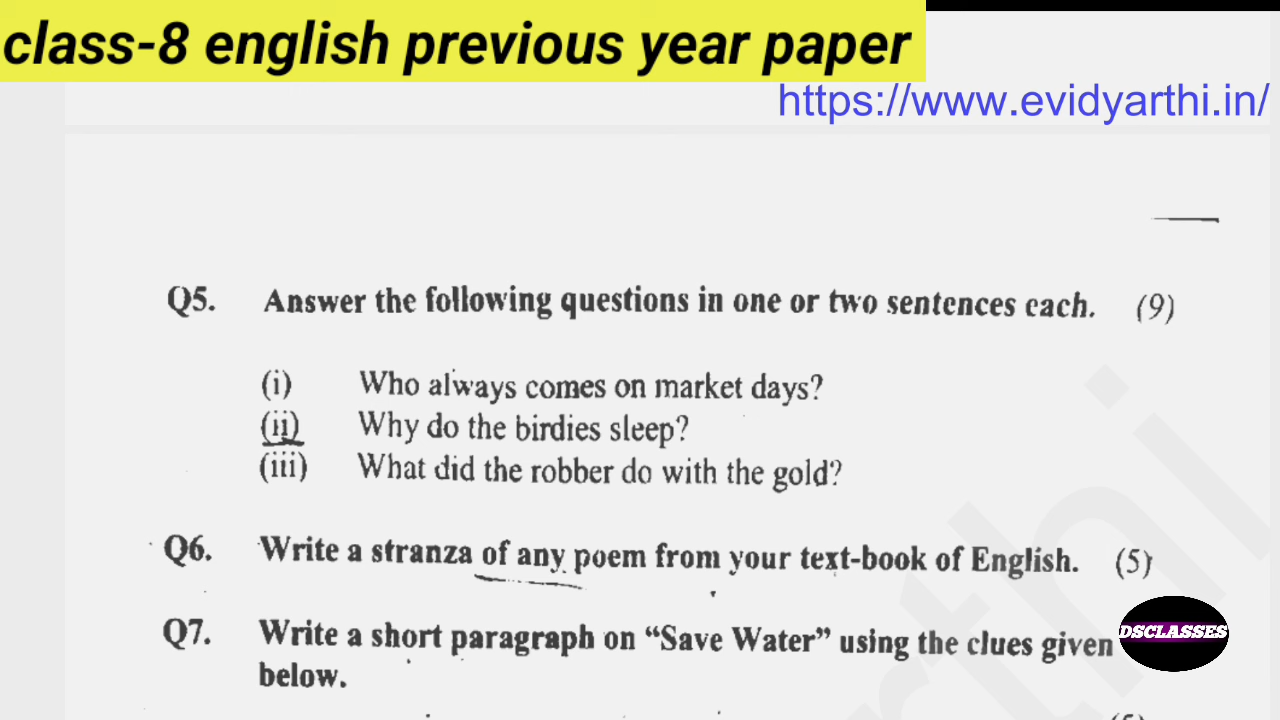 class-8 english previous year paper
https://www.evidyarthi.in/
Q5. Answer the following questions in one or two sentences each. (9)
(i) Who always comes on market days?
(ii) Why do the birdies sleep?
(iii) What did the robber do with the gold?
Q6. Write a stranza of any poem from your text-book of English. (5)
Q7. Write a short paragraph on “Save Water” using the clues given
below.
DSCLASSES